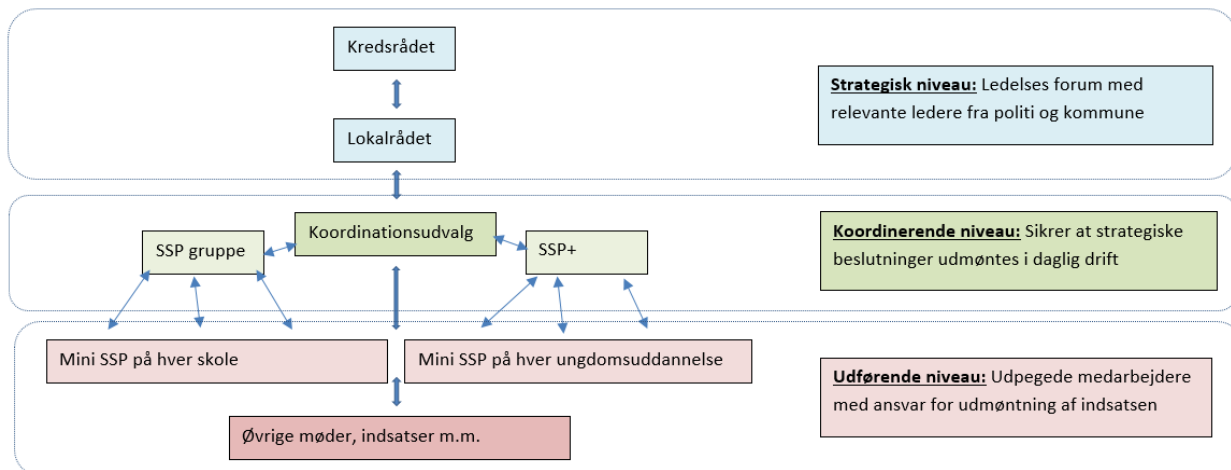 Kredsrådet
Lokalrådet
Strategisk niveau: Ledelses forum med
relevante ledere fra politi og kommune
SSP gruppe
Koordinationsudvalg
SSP+
Koordinerende niveau: Sikrer at strategiske
beslutninger udmøntes i daglig drift
Mini SSP på hver skole
Mini SSP på hver ungdomsuddannelse
Øvrige møder, indsatser m.m.
Udførende niveau: Udpegede medarbejdere
med ansvar for udmøntning af indsatsen